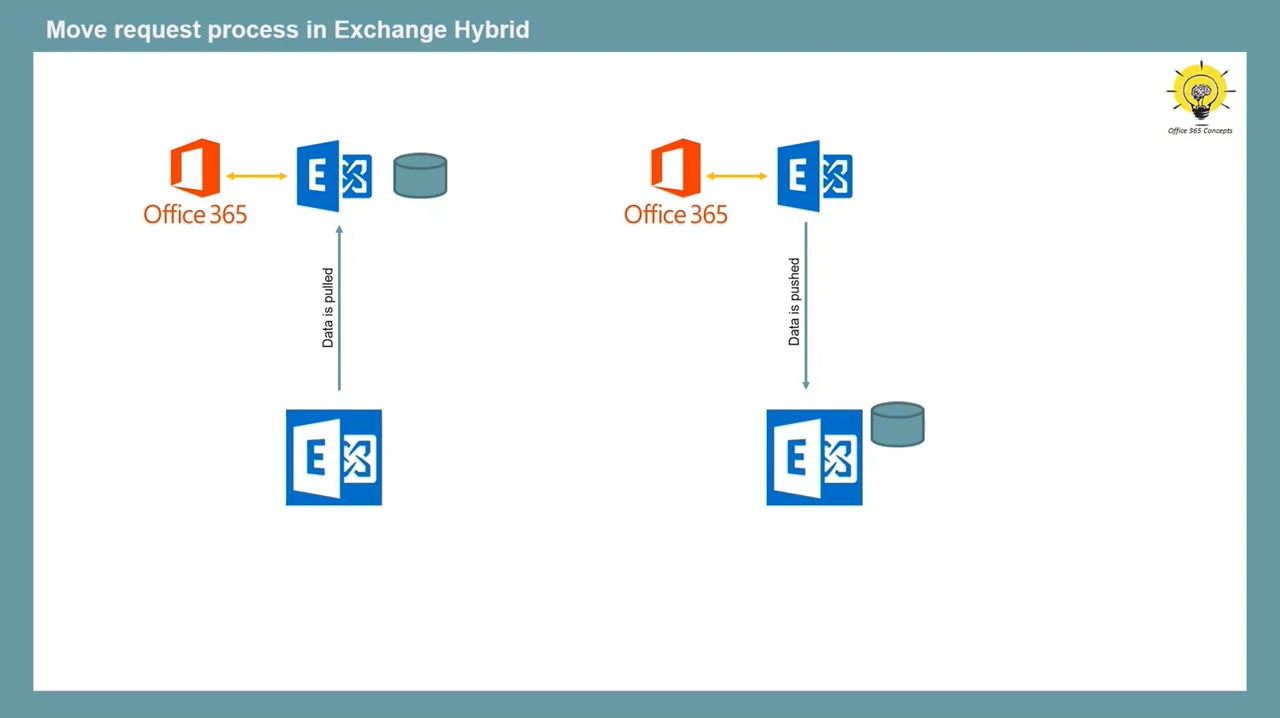 Move request process in Exchange Hybrid
Office 365 Concepts
Office 365
E
Data is pulled
E
Office 365
E
Data is pushed
E